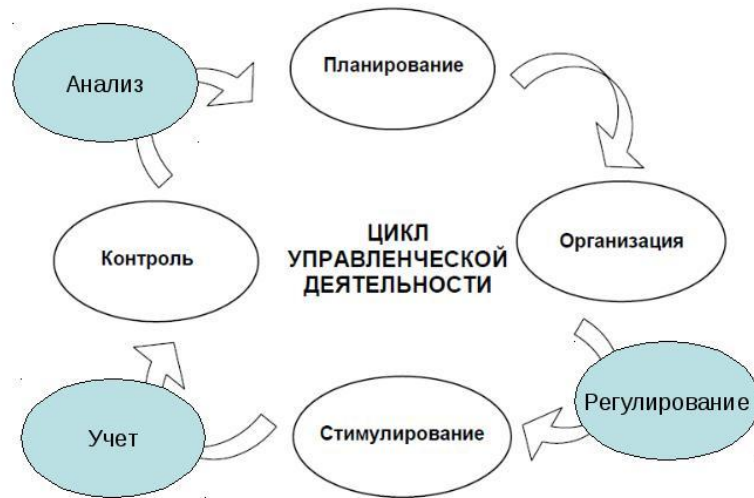 Анализ
Планирование
Контроль
ЦИКЛ
УПРАВЛЕНЧЕСКОЙ
ДЕЯТЕЛЬНОСТИ
Организация
Учет
Стимулирование
Регулирование